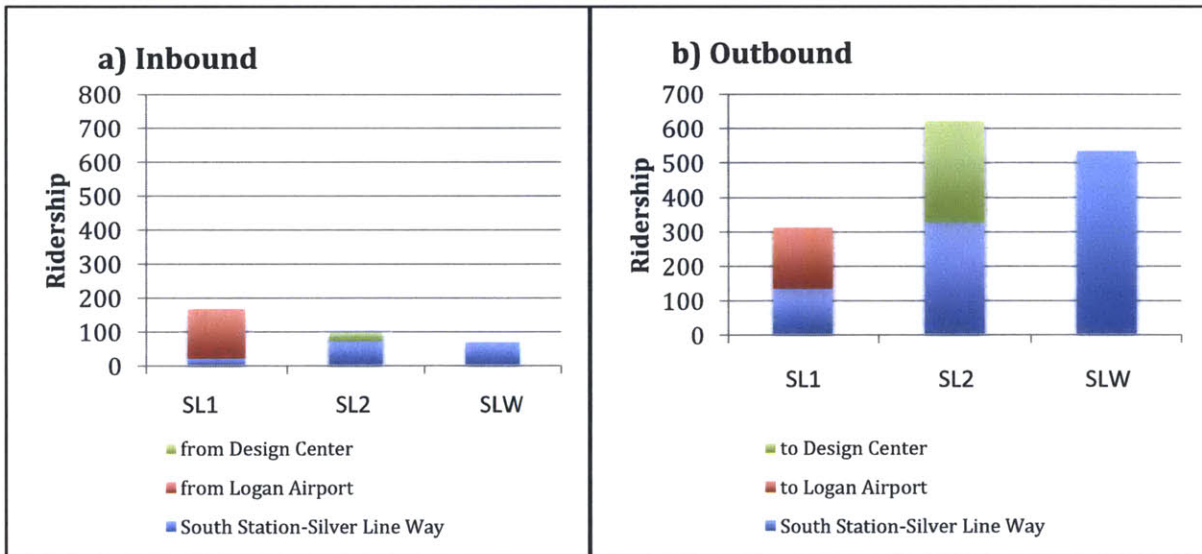 a) Inbound
800
700
600
500
400
300
200
100
0
Ridership
SL1 SL2 SLW
from Design Center
from Logan Airport
South Station-Silver Line Way
b) Outbound
700
600
500
400
300
200
100
0
Ridership
SL1 SL2 SLW
to Design Center
to Logan Airport
South Station-Silver Line Way